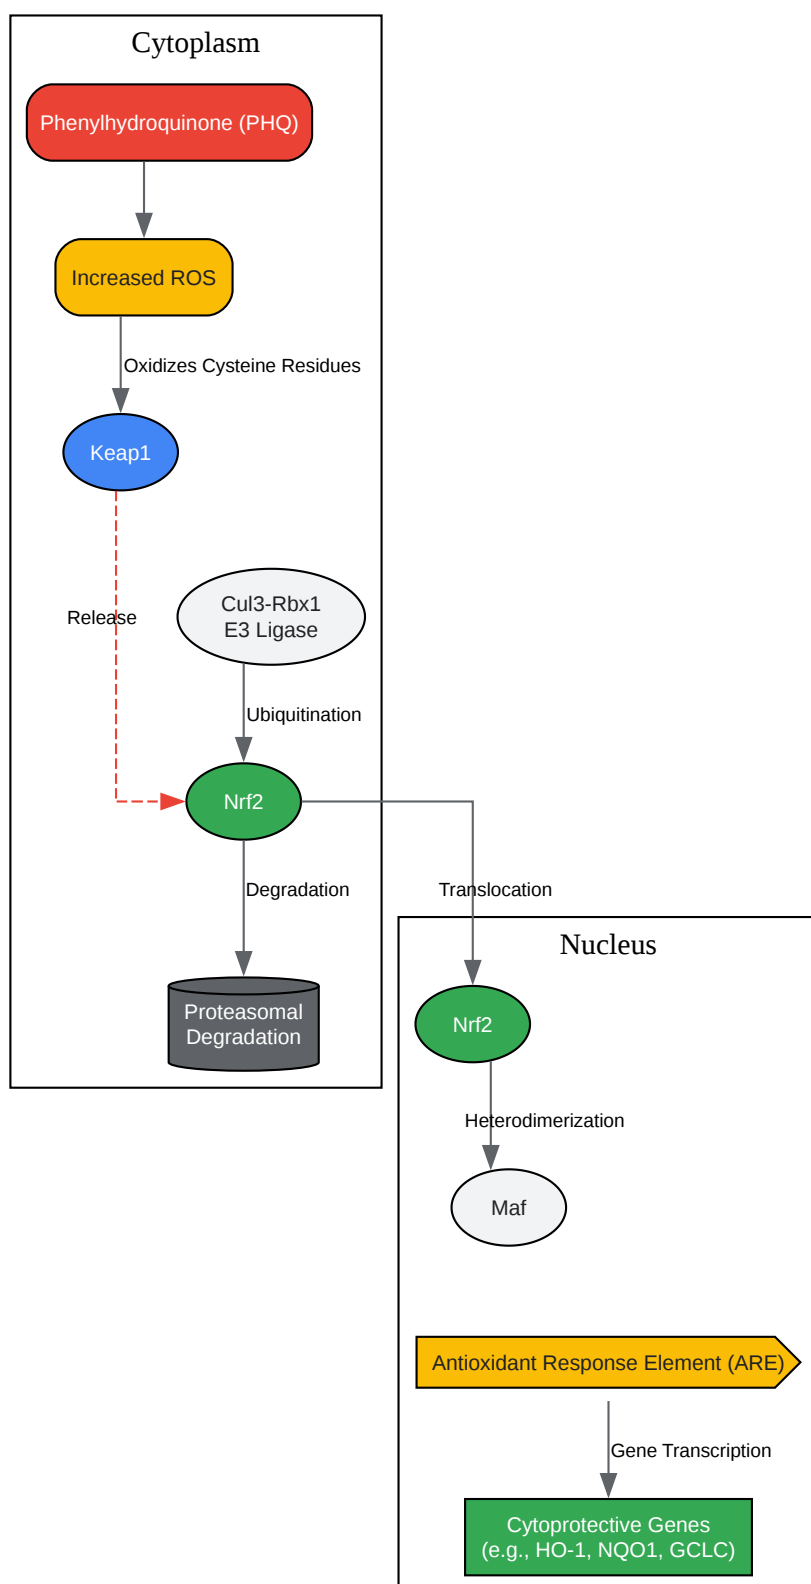 Cytoplasm
Phenylhydroquinone (PHQ)
Increased ROS
Oxidizes Cysteine Residues
Keap1
Release
Cul3-Rbx1
E3 Ligase
Ubiquitination
Nrf2
Degradation
Proteasomal
Degradation
Translocation
Nucleus
Nrf2
Heterodimerization
Maf
Antioxidant Response Element (ARE)
Gene Transcription
Cytoprotective Genes
(e.g., HO-1, NQO1, GCLC)